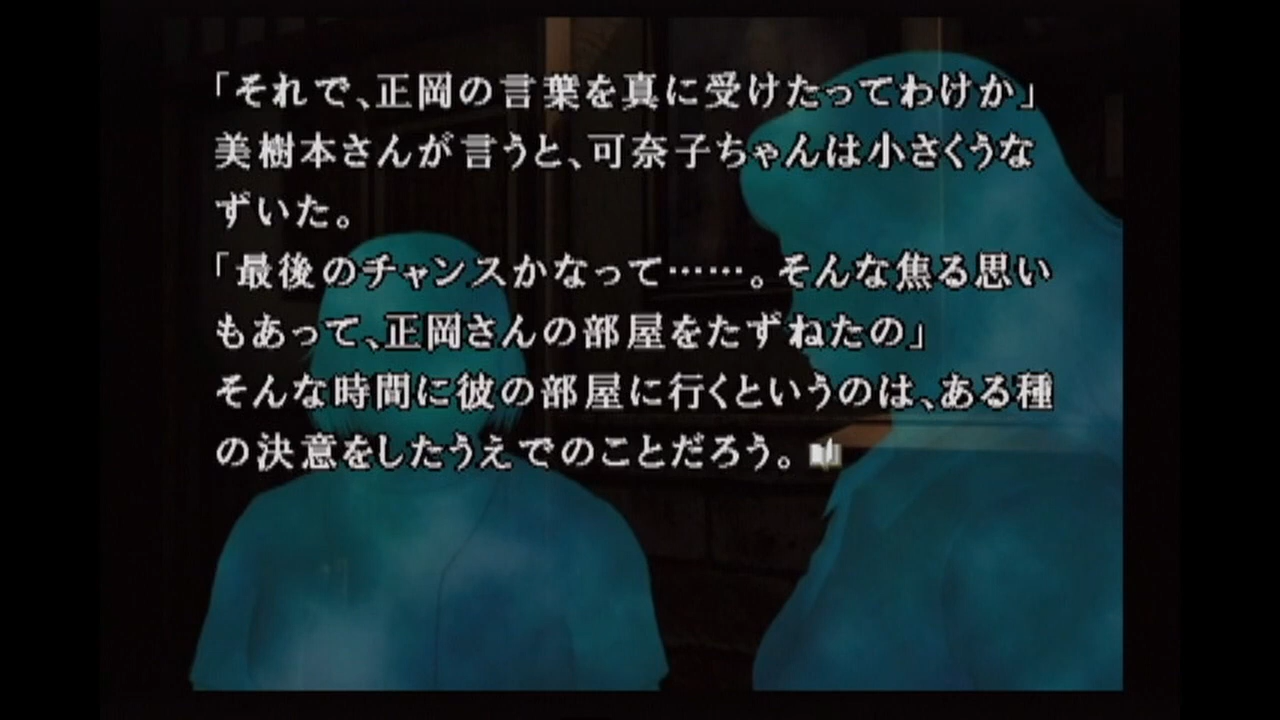 「それで、正岡の言葉を真に受けたってわけか」
美樹本さんが言うと、可奈子ちゃんは小さくうな
ずいた。
「最後のチャンスかなって……。そんな焦る思い
もあって、正岡さんの部屋をたずねたの」
そんな時間に彼の部屋に行くというのは、ある種
の決意をしたうえでのことだろう。